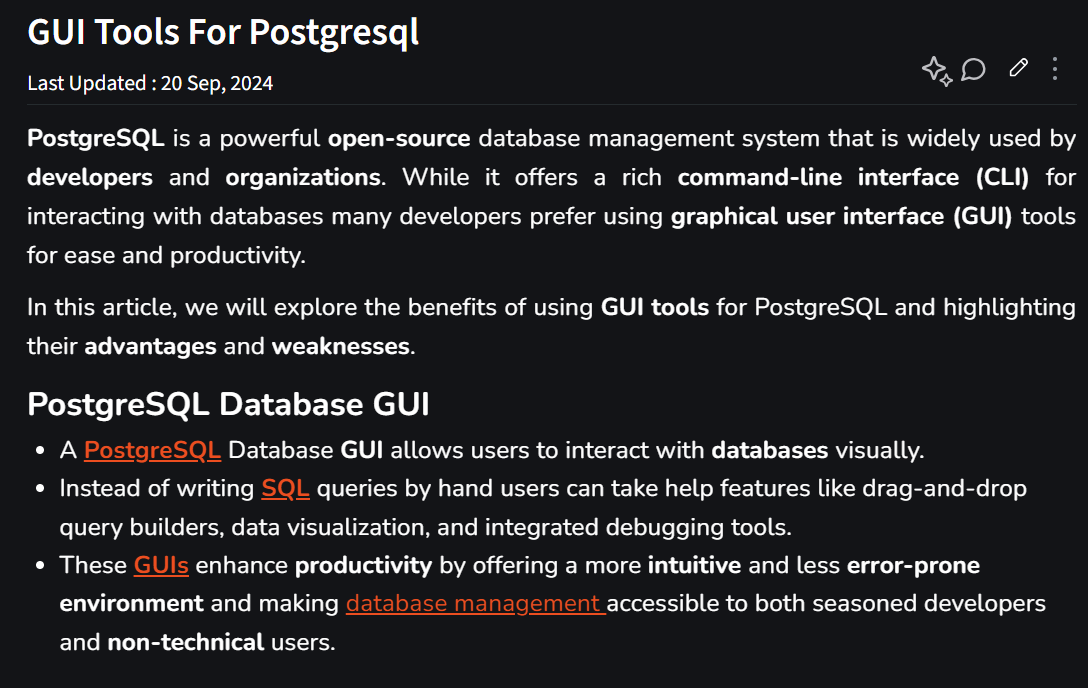 GUI Tools For Postgresql
Last Updated : 20 Sep, 2024
PostgreSQL is a powerful open-source database management system that is widely used by
developers and organizations. While it offers a rich command-line interface (CLI) for
interacting with databases many developers prefer using graphical user interface (GUI) tools
for ease and productivity.
In this article, we will explore the benefits of using GUI tools for PostgreSQL and highlighting
their advantages and weaknesses.
PostgreSQL Database GUI
• A PostgreSQL Database GUI allows users to interact with databases visually.
• Instead of writing SQL queries by hand users can take help features like drag-and-drop
query builders, data visualization, and integrated debugging tools.
• These GUIs enhance productivity by offering a more intuitive and less error-prone
environment and making database management accessible to both seasoned developers
and non-technical users.